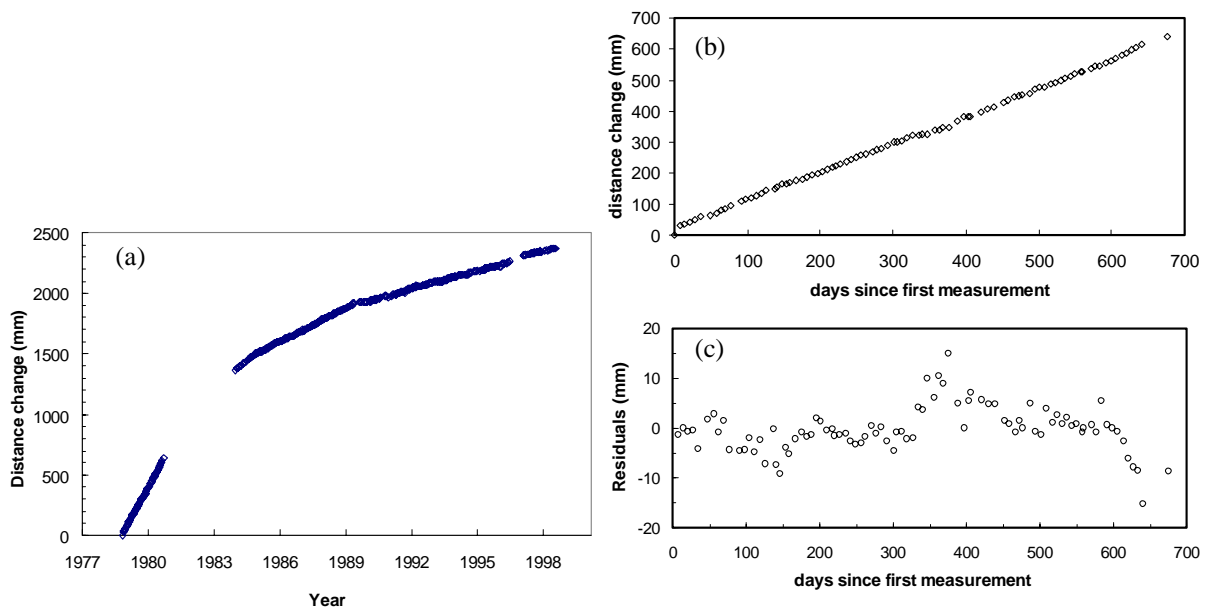 (a)
Distance change (mm)
2500
2000
1500
1000
500
0
1977 1980 1983 1986 1989 1992 1995 1998
Year
(b)
distance change (mm)
700
600
500
400
300
200
100
0
0 100 200 300 400 500 600 700
days since first measurement
(c)
Residuals (mm)
20
10
0
-10
-20
0 100 200 300 400 500 600 700
days since first measurement